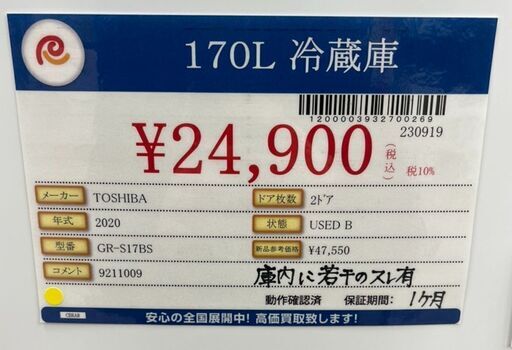 170L 冷蔵庫
1200003932700269
230919
¥24,900 (税込) 税10%
メーカー TOSHIBA ドア枚数 2ドア
年式 2020 状態 USED B
型番 GR-S17BS 新品参考価格 ¥47,550
コメント 9211009 庫内に若干のスレ有
動作確認済 保証期間: 1ヶ月
安心の全国展開中! 高価買取致します!